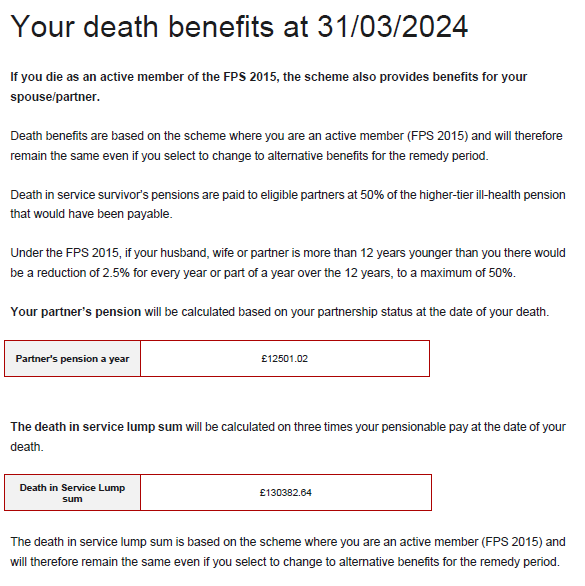 Your death benefits at 31/03/2024
If you die as an active member of the FPS 2015, the scheme also provides benefits for your
spouse/partner.
Death benefits are based on the scheme where you are an active member (FPS 2015) and will therefore
remain the same even if you select to change to alternative benefits for the remedy period.
Death in service survivor's pensions are paid to eligible partners at 50% of the higher-tier ill-health pension
that would have been payable.
Under the FPS 2015, if your husband, wife or partner is more than 12 years younger than you there would
be a reduction of 2.5% for every year or part of a year over the 12 years, to a maximum of 50%.
Your partner's pension will be calculated based on your partnership status at the date of your death.
Partner's pension a year £12501.02
The death in service lump sum will be calculated on three times your pensionable pay at the date of your
death.
Death in Service Lump
sum £130382.64
The death in service lump sum is based on the scheme where you are an active member (FPS 2015) and
will therefore remain the same even if you select to change to alternative benefits for the remedy period.